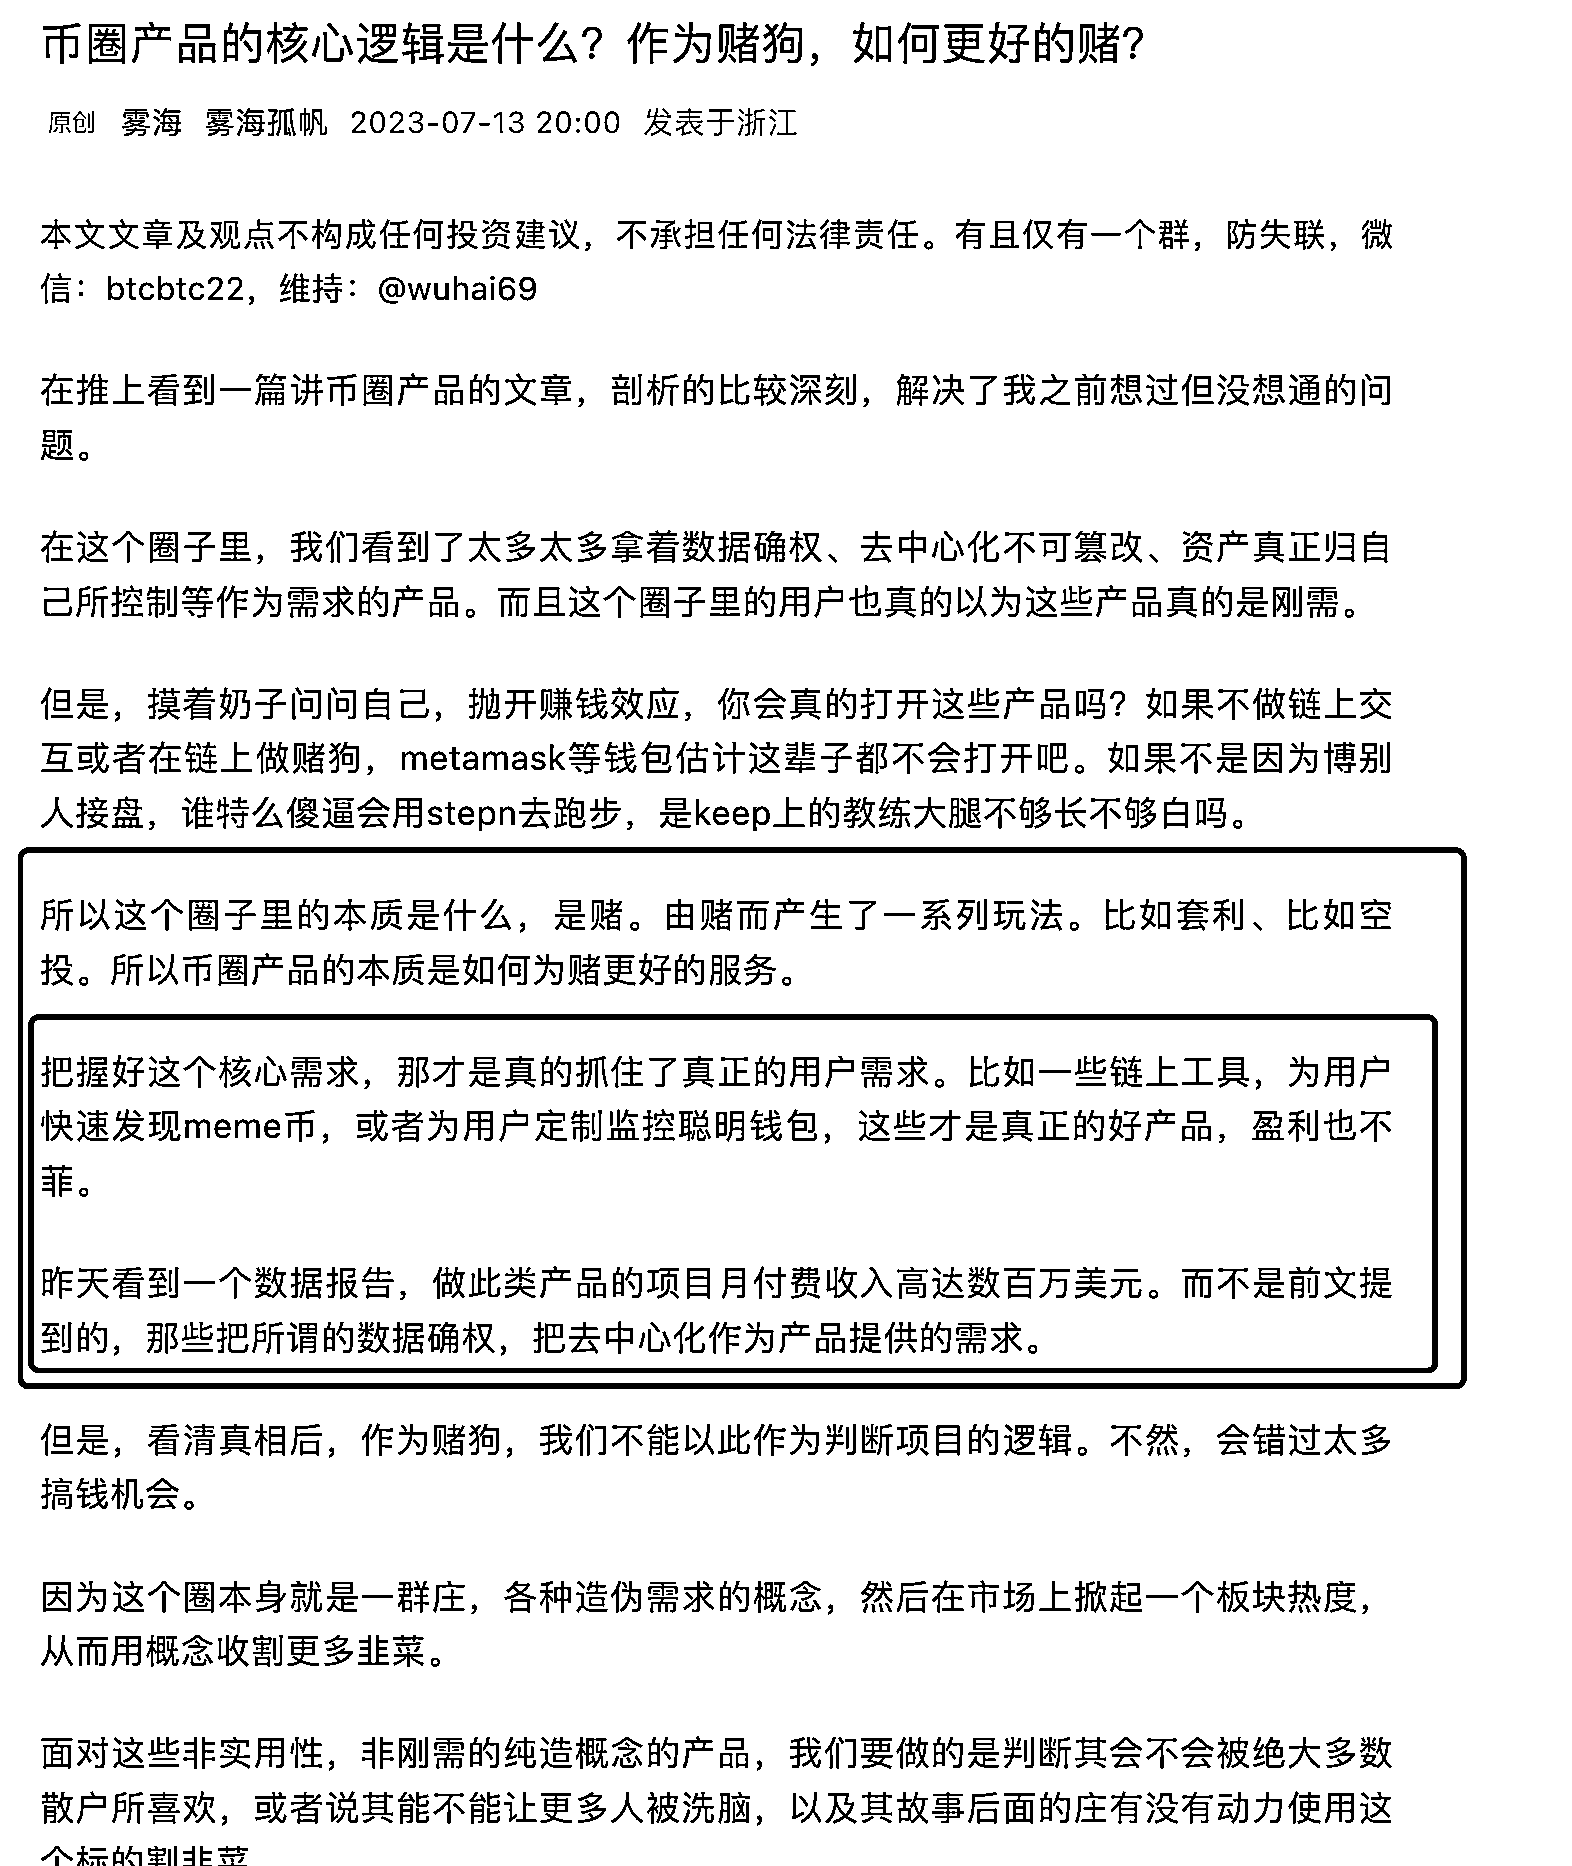 币圈产品的核心逻辑是什么？作为赌狗，如何更好的赌？
原创 雾海 雾海孤帆 2023-07-13 20:00 发表于浙江
本文文章及观点不构成任何投资建议，不承担任何法律责任。有且仅有一个群，防失联，微
信：btcbtc22，维持：@wuhai69
在推上看到一篇讲币圈产品的文章，剖析的比较深刻，解决了我之前想过但没想通的问
题。
在这个圈子里，我们看到了太多太多拿着数据确权、去中心化不可篡改、资产真正归自
己所控制等作为需求的产品。而且这个圈子里的用户也真的以为这些产品真的是刚需。
但是，摸着奶子问问自己，抛开赚钱效应，你会真的打开这些产品吗？如果不做链上交
互或者在链上做赌狗，metamask等钱包估计这辈子都不会打开吧。如果不是因为博别
人接盘，谁特么傻逼会用stepn去跑步，是keep上的教练大腿不够长不够白吗。
所以这个圈子里的本质是什么，是赌。由赌而产生了一系列玩法。比如套利、比如空
投。所以币圈产品的本质是如何为赌更好的服务。
把握好这个核心需求，那才是真的抓住了真正的用户需求。比如一些链上工具，为用户
快速发现meme币，或者为用户定制监控聪明钱包，这些才是真正的好产品，盈利也不
菲。
昨天看到一个数据报告，做此类产品的项目月付费收入高达数百万美元。而不是前文提
到的，那些把所谓的数据确权，把去中心化作为产品提供的需求。
但是，看清真相后，作为赌狗，我们不能以此作为判断项目的逻辑。不然，会错过太多
搞钱机会。
因为这个圈本身就是一群庄，各种造伪需求的概念，然后在市场上掀起一个板块热度，
从而用概念收割更多韭菜。
面对这些非实用性，非刚需的纯造概念的产品，我们要做的是判断其会不会被绝大多数
散户所喜欢，或者说其能不能让更多人被洗脑，以及其故事后面的庄有没有动力使用这
个标的割韭菜